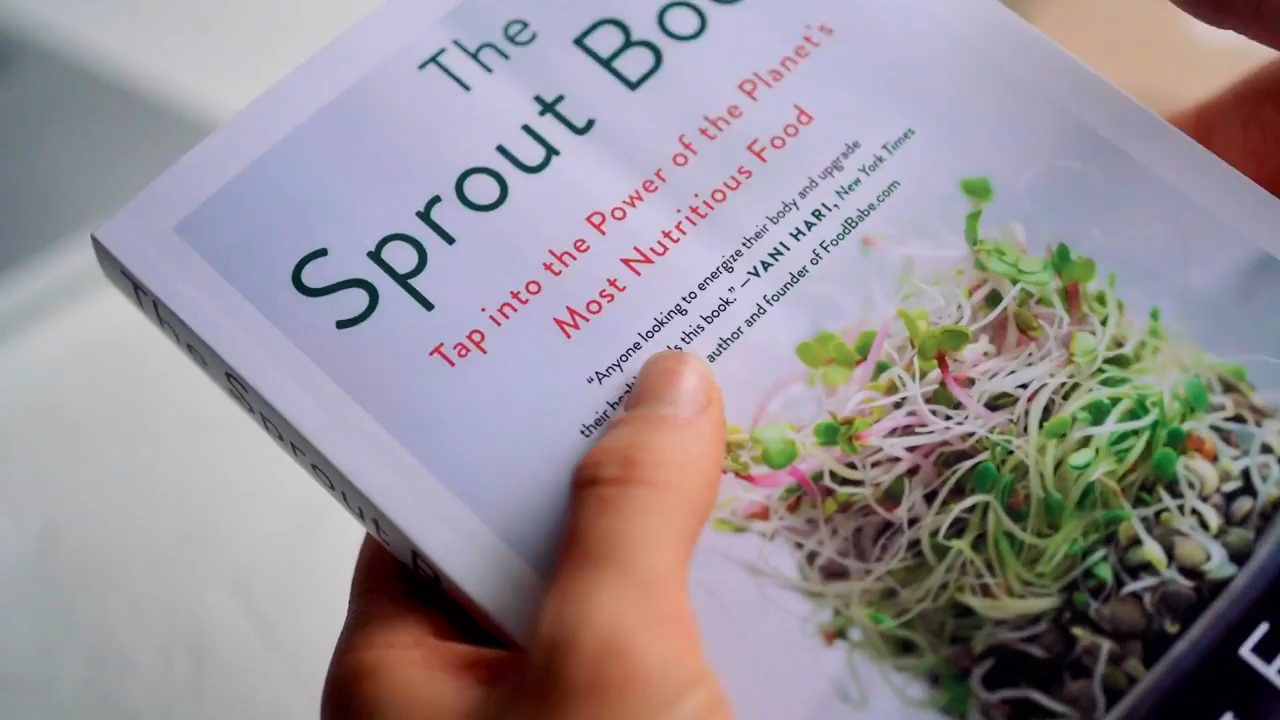 The
Sprout Boo
Tap into the Power of the Planet's
Most Nutritious Food
“Anyone looking to energize their body and upgrade
their heal s this book.” —VANI HARI, New York Times
author and founder of FoodBabe.com
The Sprout B
E